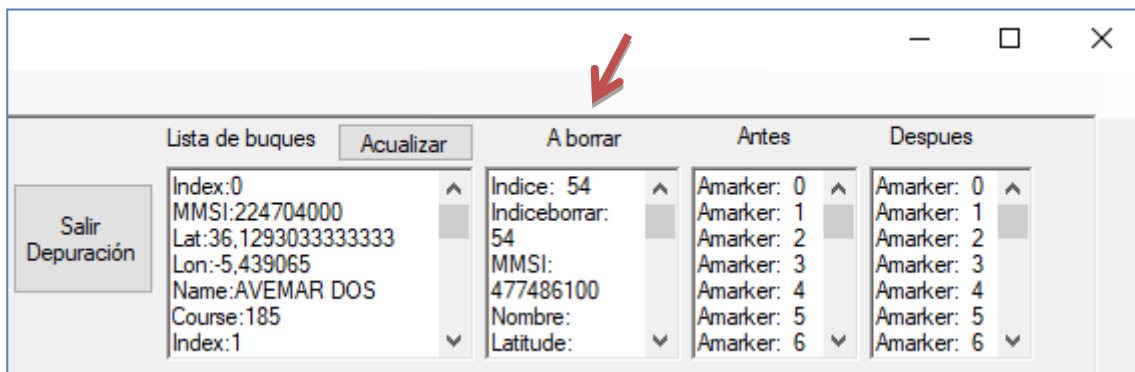 Lista de buques
Acualizar
A borrar
Antes
Despues
Salir
Depuración
Index:0
MMSI:224704000
Lat:36,1293033333333
Lon:-5,439065
Name:AVEMAR DOS
Course:185
Index:1
Indice: 54
Indiceborrar:
54
MMSI:
477486100
Nombre:
Latitude:
Amarker: 0
Amarker: 1
Amarker: 2
Amarker: 3
Amarker: 4
Amarker: 5
Amarker: 6
Amarker: 0
Amarker: 1
Amarker: 2
Amarker: 3
Amarker: 4
Amarker: 5
Amarker: 6